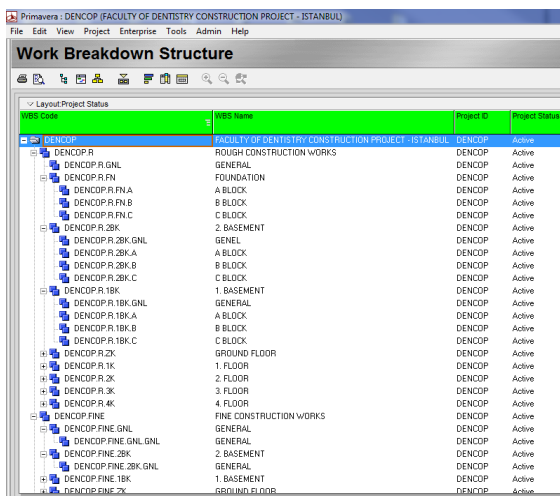 Primavera : DENCOP (FACULTY OF DENTISTRY CONSTRUCTION PROJECT - ISTANBUL)
File Edit View Project Enterprise Tools Admin Help
Work Breakdown Structure
Layout:Project Status
WBS Code WBS Name Project ID Project Status
DENCOP FACULTY OF DENTISTRY CONSTRUCTION PROJECT - ISTANBUL DENCOP Active
DENCOP.R ROUGH CONSTRUCTION WORKS DENCOP Active
DENCOP.R.GNL GENERAL DENCOP Active
DENCOP.R.FN FOUNDATION DENCOP Active
DENCOP.R.FN.A A BLOCK DENCOP Active
DENCOP.R.FN.B B BLOCK DENCOP Active
DENCOP.R.FN.C C BLOCK DENCOP Active
DENCOP.R.2BK 2. BASEMENT DENCOP Active
DENCOP.R.2BK.GNL GENEL DENCOP Active
DENCOP.R.2BK.A A BLOCK DENCOP Active
DENCOP.R.2BK.B B BLOCK DENCOP Active
DENCOP.R.2BK.C C BLOCK DENCOP Active
DENCOP.R.1BK 1. BASEMENT DENCOP Active
DENCOP.R.1BK.GNL GENERAL DENCOP Active
DENCOP.R.1BK.A A BLOCK DENCOP Active
DENCOP.R.1BK.B B BLOCK DENCOP Active
DENCOP.R.1BK.C C BLOCK DENCOP Active
DENCOP.R.ZK GROUND FLOOR DENCOP Active
DENCOP.R.1K 1. FLOOR DENCOP Active
DENCOP.R.2K 2. FLOOR DENCOP Active
DENCOP.R.3K 3. FLOOR DENCOP Active
DENCOP.R.4K 4. FLOOR DENCOP Active
DENCOP.FINE FINE CONSTRUCTION WORKS DENCOP Active
DENCOP.FINE.GNL GENERAL DENCOP Active
DENCOP.FINE.GNL.GNL GENERAL DENCOP Active
DENCOP.FINE.2BK 2. BASEMENT DENCOP Active
DENCOP.FINE.2BK.GNL GENERAL DENCOP Active
DENCOP.FINE.1BK 1. BASEMENT DENCOP Active
DENCOP.FINE.ZK GROUND FLOOR DENCOP Active